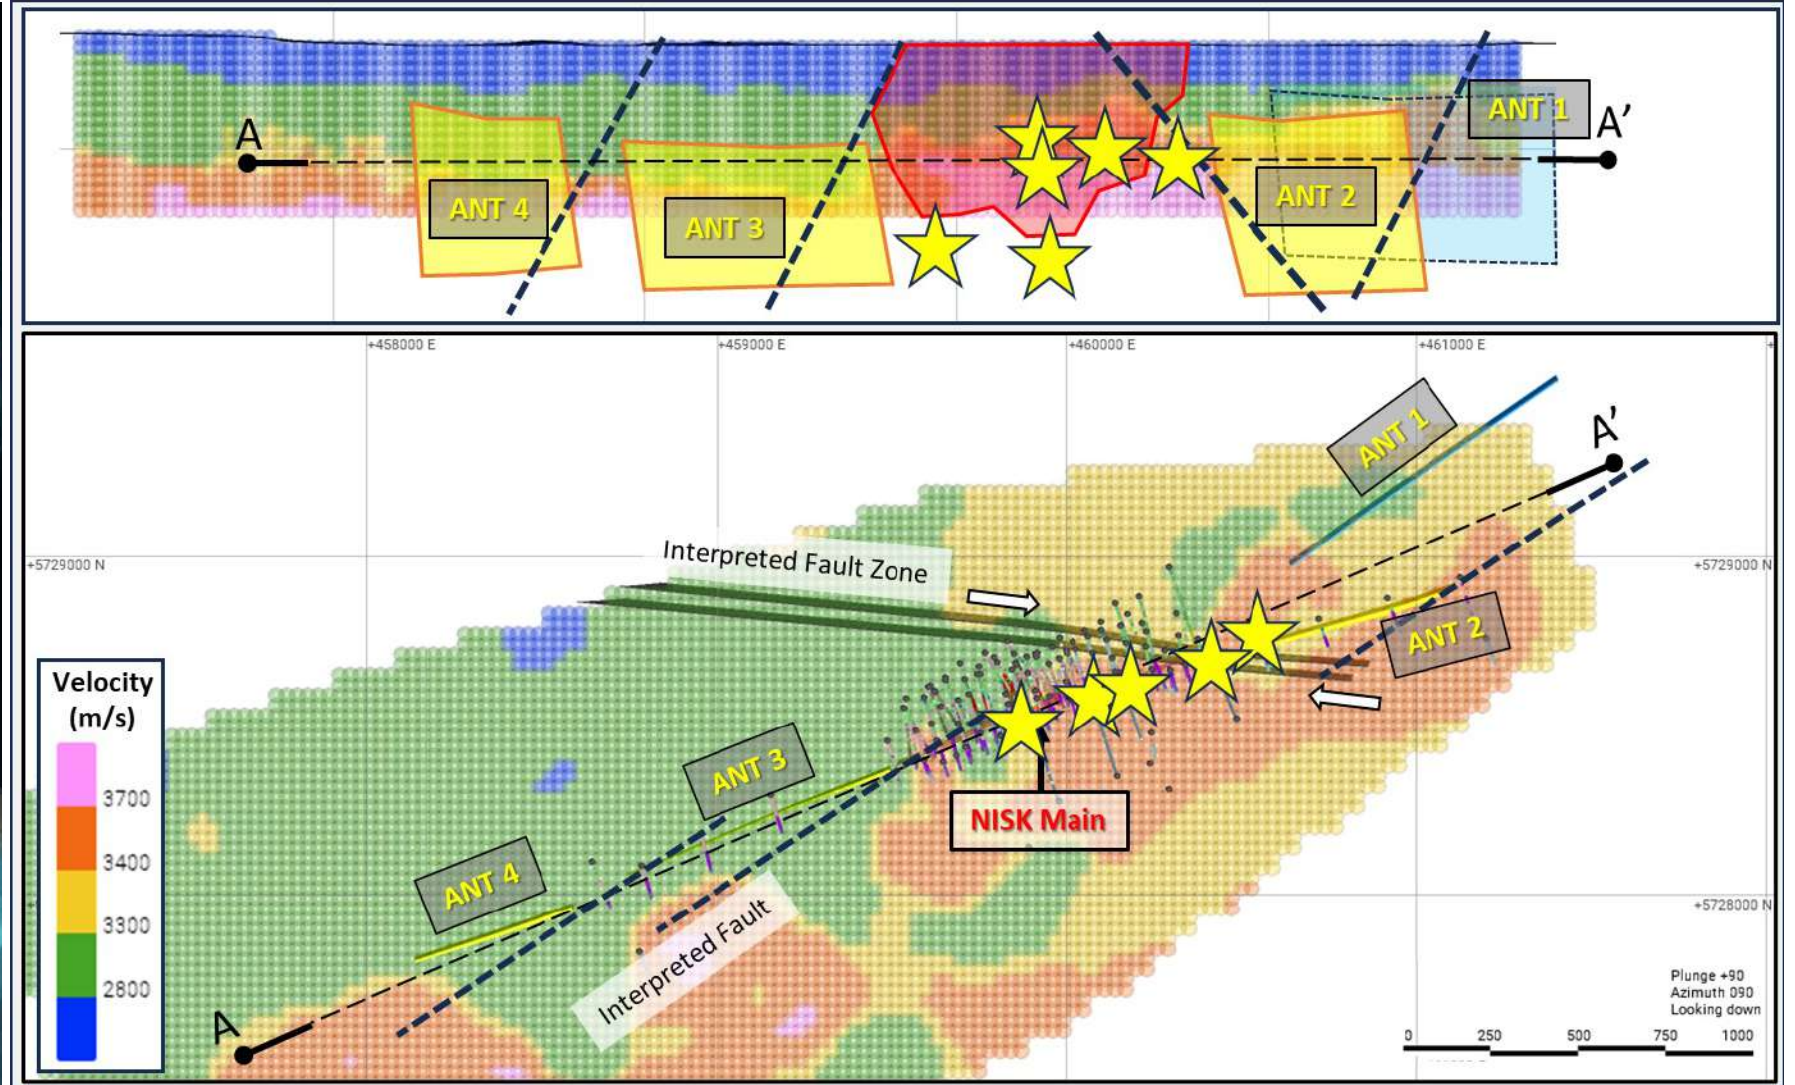 A
ANT 4
ANT 3
ANT 2
ANT 1
A'
+458000 E
+459000 E
+460000 E
+461000 E
ANT 1
A'
Interpreted Fault Zone
+5729000 N
+5729000 N
ANT 2
Velocity
(m/s)
3700
3400
3300
2800
ANT 3
NISK Main
ANT 4
Interpreted Fault
+5728000 N
A
Plunge +90
Azimuth 090
Looking down
0 250 500 750 1000